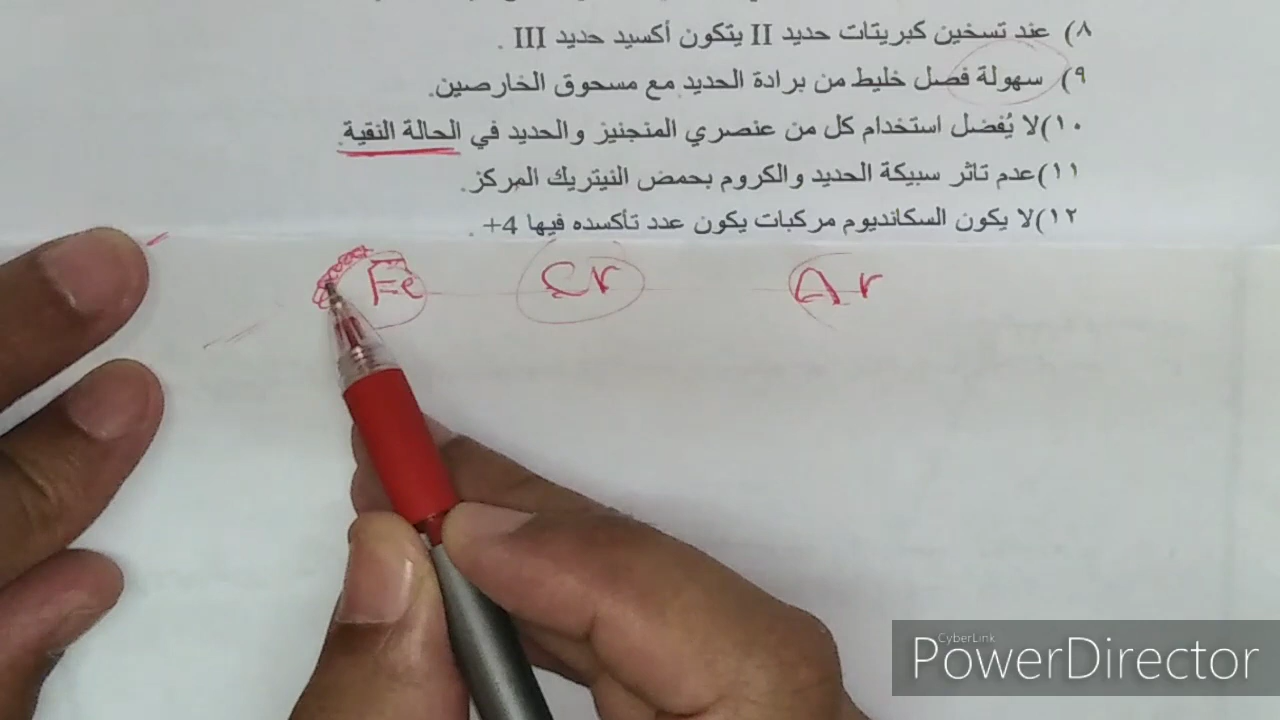 ٨) عند تسخين كبريتات حديد II يتكون أكسيد حديد III .
٩) سهولة فصل خليط من برادة الحديد مع مسحوق الخارصين.
١٠)لا يُفضل استخدام كل من عنصري المنجنيز والحديد في الحالة النقية.
١١)عدم تاثر سبيكة الحديد والكروم بحمض النيتريك المركز.
١٢)لا يكون السكانديوم مركبات يكون عدد تأكسده فيها 4+ .
Fe Cr Ar
CyberLink
PowerDirector